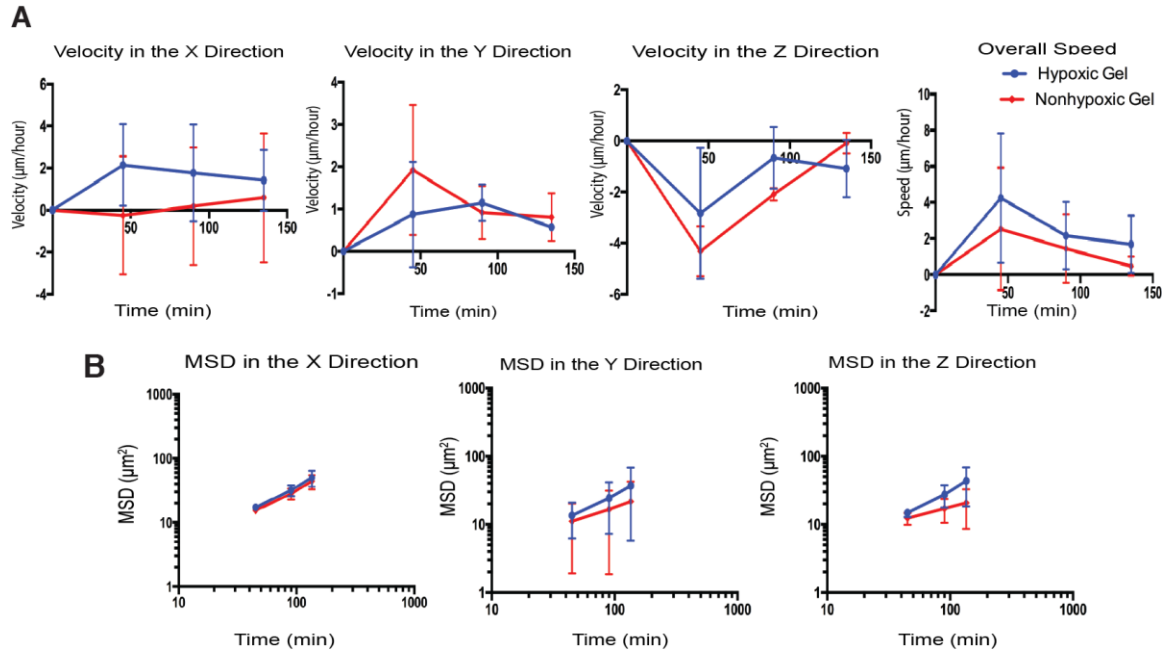 A
Velocity in the X Direction
Velocity (µm/hour)
6
4
2
0
-2
-4
50
100
150
Time (min)
Velocity in the Y Direction
Velocity (µm/hour)
4
3
2
1
0
-1
50
100
150
Time (min)
Velocity in the Z Direction
Velocity (µm/hour)
2
0
-2
-4
-6
50
100
150
Time (min)
Overall Speed
Hypoxic Gel
Nonhypoxic Gel
Speed (µm/hour)
10
8
6
4
2
0
-2
50
100
150
Time (min)
B
MSD in the X Direction
MSD (µm²)
1000
100
10
1
10
100
1000
Time (min)
MSD in the Y Direction
MSD (µm²)
1000
100
10
1
10
100
1000
Time (min)
MSD in the Z Direction
MSD (µm²)
1000
100
10
1
10
100
1000
Time (min)